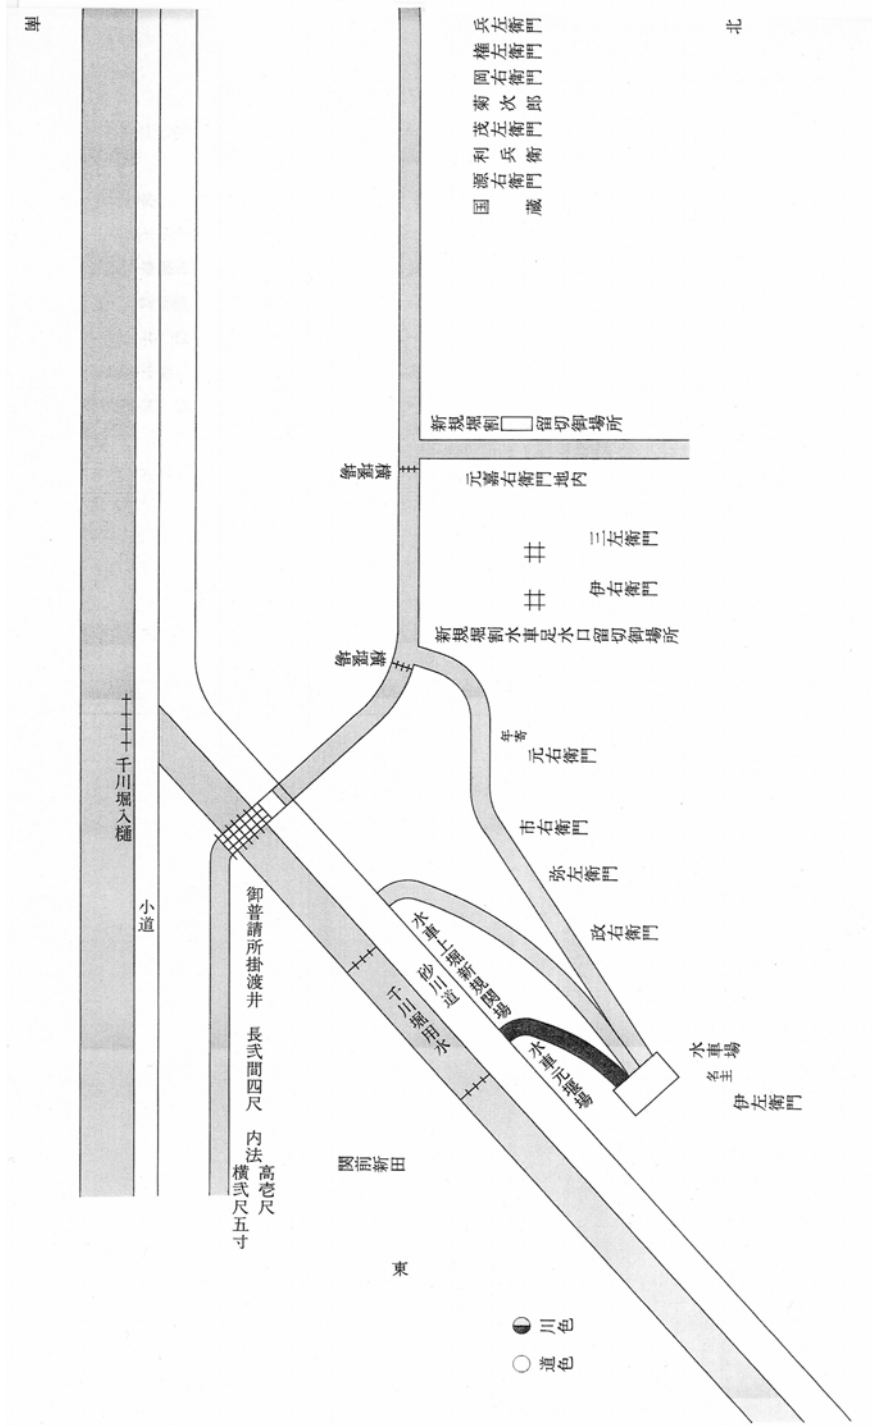 南
北
兵左衛門
権左衛門
岡右衛門
菊次郎
茂左衛門
利兵衛
源右衛門
国蔵
新規堀割□留切御場所
横堰場
元嘉右衛門地内
三左衛門
伊右衛門
新規堀割水車足水口留切御場所
横堰場
年寄
元右衛門
千川堀入樋
市右衛門
弥左衛門
政右衛門
小道
御普請所掛渡井 長弐間四尺 内法
高壱尺
横弐尺五寸
水車上堀新規関場
砂川道
千川堀用水
水車元堰場
水車場
名主
伊左衛門
関前新田
東
川色
道色